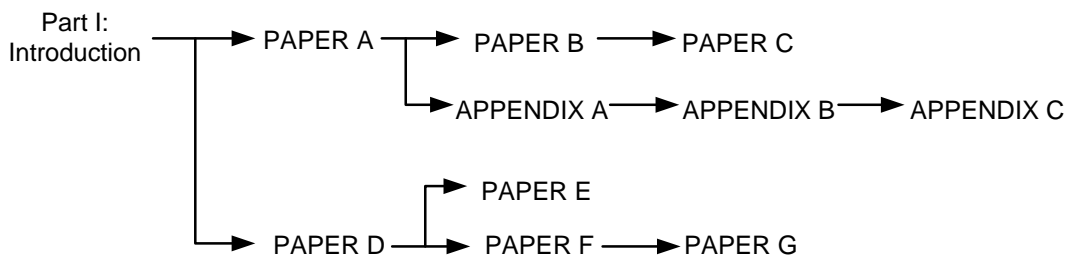 Part I:
Introduction
PAPER A
PAPER B
PAPER C
APPENDIX A
APPENDIX B
APPENDIX C
PAPER E
PAPER D
PAPER F
PAPER G